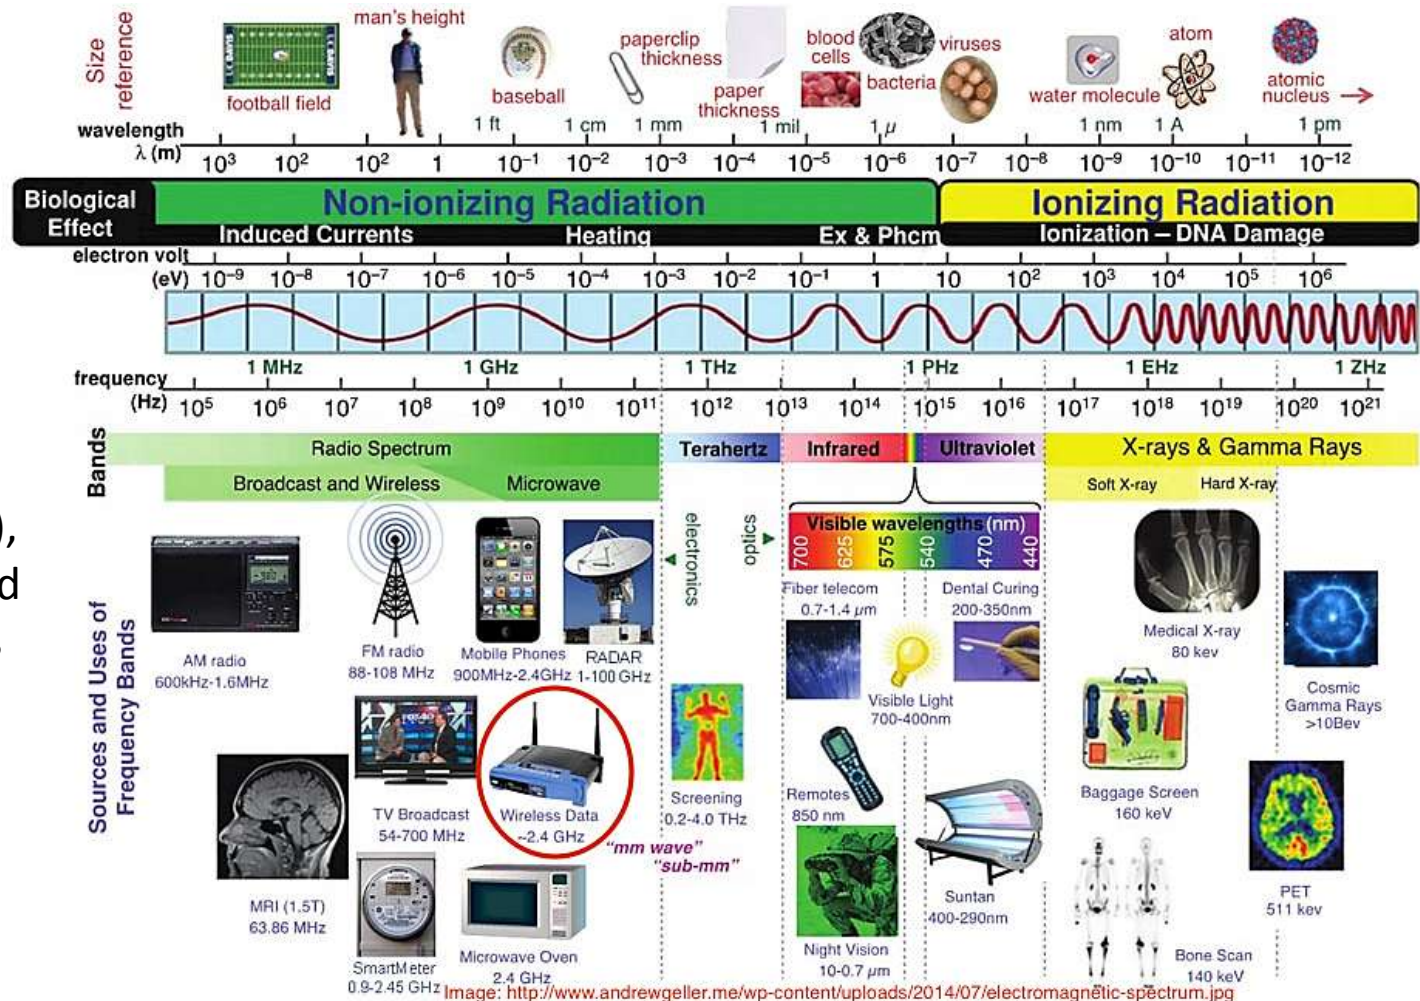 Size
reference
football field
man's height
baseball
paperclip
thickness
paper
thickness
blood
cells
bacteria
viruses
water molecule
atom
atomic
nucleus
wavelength
λ (m)
1 ft
1 cm
1 mm
1 mil
1 µ
1 nm
1 A
1 pm
10³ 10² 10² 1 10⁻¹ 10⁻² 10⁻³ 10⁻⁴ 10⁻⁵ 10⁻⁶ 10⁻⁷ 10⁻⁸ 10⁻⁹ 10⁻¹⁰ 10⁻¹¹ 10⁻¹²
Biological
Effect
Non-ionizing Radiation
Ionizing Radiation
Induced Currents
Heating
Ex & Phcm
Ionization – DNA Damage
electron volt
(eV)
10⁻⁹ 10⁻⁸ 10⁻⁷ 10⁻⁶ 10⁻⁵ 10⁻⁴ 10⁻³ 10⁻² 10⁻¹ 1 10 10² 10³ 10⁴ 10⁵ 10⁶
frequency
(Hz)
1 MHz
1 GHz
1 THz
1 PHz
1 EHz
1 ZHz
10⁵ 10⁶ 10⁷ 10⁸ 10⁹ 10¹⁰ 10¹¹ 10¹² 10¹³ 10¹⁴ 10¹⁵ 10¹⁶ 10¹⁷ 10¹⁸ 10¹⁹ 10²⁰ 10²¹
Bands
Radio Spectrum
Terahertz
Infrared
Ultraviolet
X-rays & Gamma Rays
Broadcast and Wireless
Microwave
Soft X-ray
Hard X-ray
),
d
Sources and Uses of
Frequency Bands
electronics
optics
Visible wavelengths (nm)
700
625
575
540
470
440
AM radio
600kHz-1.6MHz
FM radio
88-108 MHz
Mobile Phones
900MHz-2.4GHz
RADAR
1-100 GHz
Fiber telecom
0.7-1.4 µm
Dental Curing
200-350nm
Visible Light
700-400nm
Medical X-ray
80 kev
Cosmic
Gamma Rays
>10Bev
TV Broadcast
54-700 MHz
Wireless Data
~2.4 GHz
Screening
0.2-4.0 THz
"mm wave"
"sub-mm"
Remotes
850 nm
Baggage Screen
160 keV
MRI (1.5T)
63.86 MHz
SmartMeter
0.9-2.45 GHz
Microwave Oven
2.4 GHz
Night Vision
10-0.7 µm
Suntan
400-290nm
Bone Scan
140 keV
PET
511 kev
Image: http://www.andrewgeller.me/wp-content/uploads/2014/07/electromagnetic-spectrum.jpg